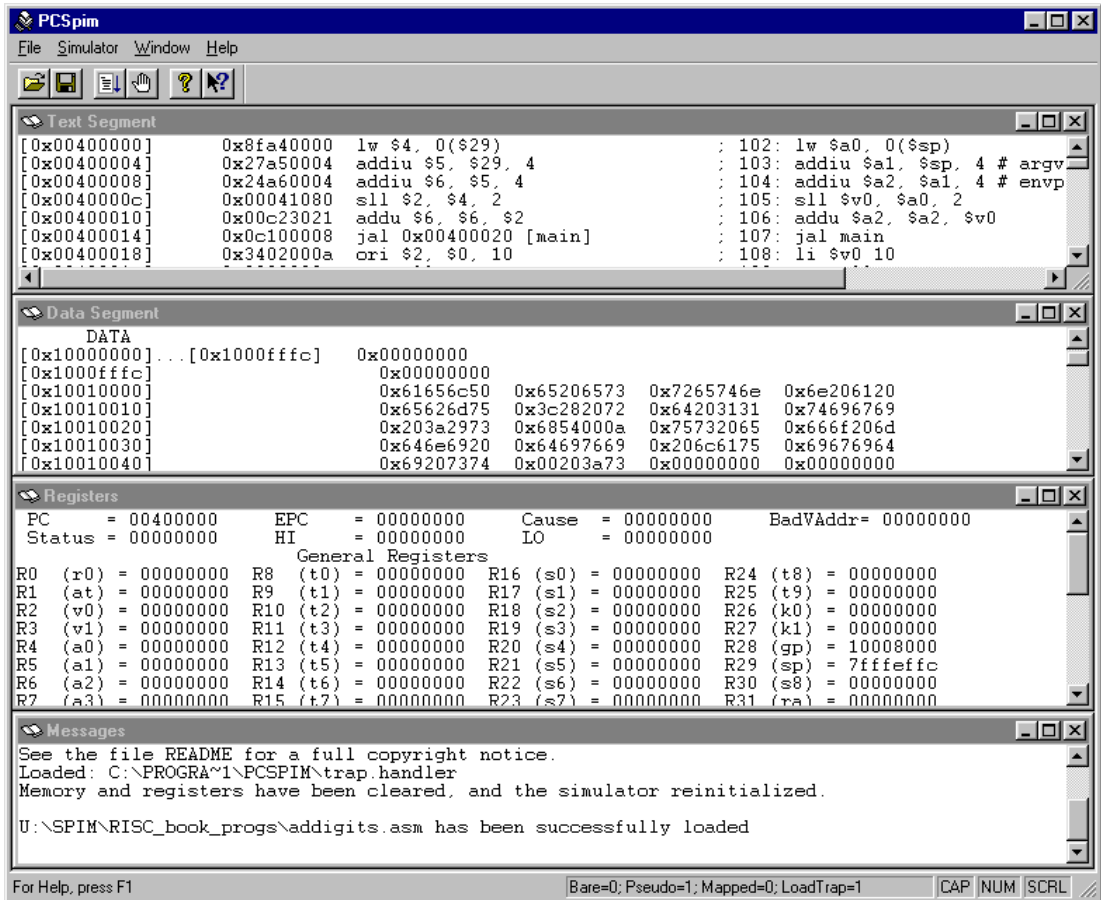 PCSpim
File Simulator Window Help
Text Segment
[0x00400000] 0x8fa40000 lw $4, 0($29) ; 102: lw $a0, 0($sp)
[0x00400004] 0x27a50004 addiu $5, $29, 4 ; 103: addiu $a1, $sp, 4 # argv
[0x00400008] 0x24a60004 addiu $6, $5, 4 ; 104: addiu $a2, $a1, 4 # envp
[0x0040000c] 0x00041080 sll $2, $4, 2 ; 105: sll $v0, $a0, 2
[0x00400010] 0x00c23021 addu $6, $6, $2 ; 106: addu $a2, $a2, $v0
[0x00400014] 0x0c100008 jal 0x00400020 [main] ; 107: jal main
[0x00400018] 0x3402000a ori $2, $0, 10 ; 108: li $v0 10
Data Segment
DATA
[0x10000000]...[0x1000fffc] 0x00000000
[0x1000fffc] 0x00000000
[0x10010000] 0x61656c50 0x65206573 0x7265746e 0x6e206120
[0x10010010] 0x65626d75 0x3c282072 0x64203131 0x74696769
[0x10010020] 0x203a2973 0x6854000a 0x75732065 0x666f206d
[0x10010030] 0x646e6920 0x64697669 0x206c6175 0x69676964
[0x10010040] 0x69207374 0x00203a73 0x00000000 0x00000000
Registers
PC = 00400000 EPC = 00000000 Cause = 00000000 BadVAddr= 00000000
Status = 00000000 HI = 00000000 LO = 00000000
General Registers
R0 (r0) = 00000000 R8 (t0) = 00000000 R16 (s0) = 00000000 R24 (t8) = 00000000
R1 (at) = 00000000 R9 (t1) = 00000000 R17 (s1) = 00000000 R25 (t9) = 00000000
R2 (v0) = 00000000 R10 (t2) = 00000000 R18 (s2) = 00000000 R26 (k0) = 00000000
R3 (v1) = 00000000 R11 (t3) = 00000000 R19 (s3) = 00000000 R27 (k1) = 00000000
R4 (a0) = 00000000 R12 (t4) = 00000000 R20 (s4) = 00000000 R28 (gp) = 10008000
R5 (a1) = 00000000 R13 (t5) = 00000000 R21 (s5) = 00000000 R29 (sp) = 7fffeffc
R6 (a2) = 00000000 R14 (t6) = 00000000 R22 (s6) = 00000000 R30 (s8) = 00000000
R7 (a3) = 00000000 R15 (t7) = 00000000 R23 (s7) = 00000000 R31 (ra) = 00000000
Messages
See the file README for a full copyright notice.
Loaded: C:\PROGRA~1\PCSPIM\trap.handler
Memory and registers have been cleared, and the simulator reinitialized.
U:\SPIM\RISC_book_progs\addigits.asm has been successfully loaded
For Help, press F1 Bare=0; Pseudo=1; Mapped=0; LoadTrap=1 CAP NUM SCRL